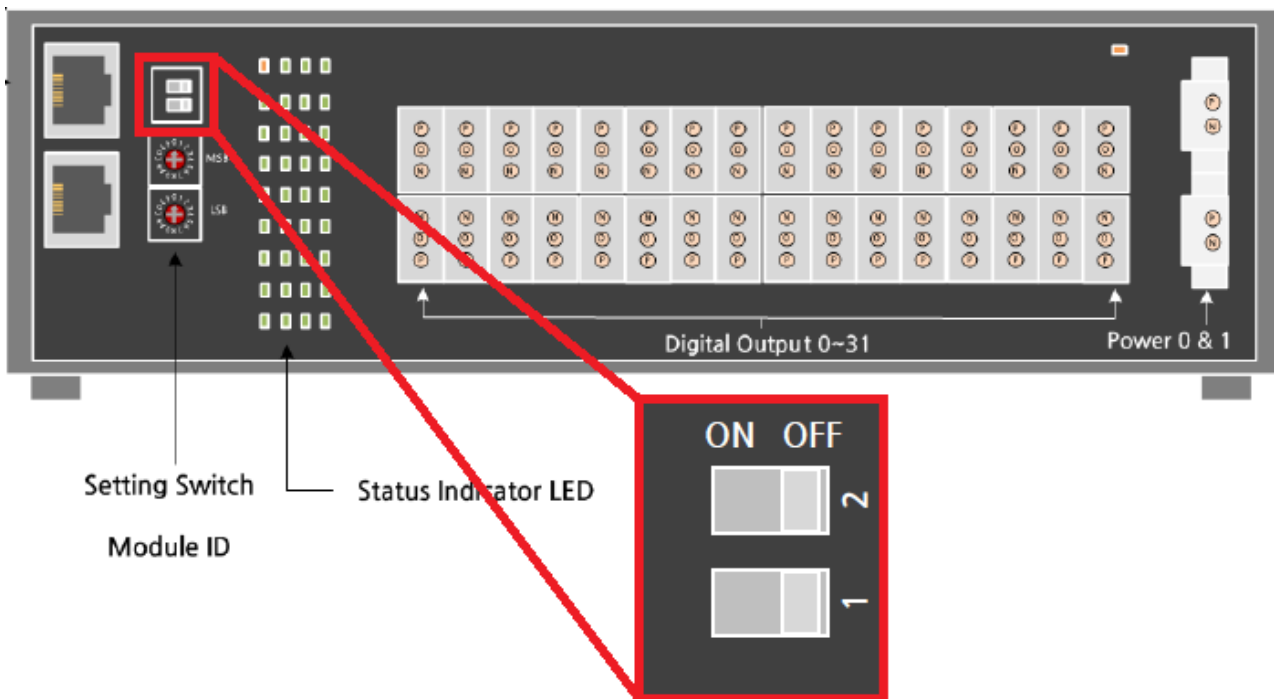 MSB
LSB
P P P P P P P P P P P P F P P P
O O O O O O O O O O O O O O O O
N N N N N N N N N N N N N N N N
N N N N N N N N N N N N N N N N
O O O O O O O O O O O O O O O O
P P P P P F P P P P P P F P F F
P
N
P
N
Digital Output 0~31
Power 0 & 1
ON OFF
2
1
Setting Switch
Module ID
Status Indicator LED